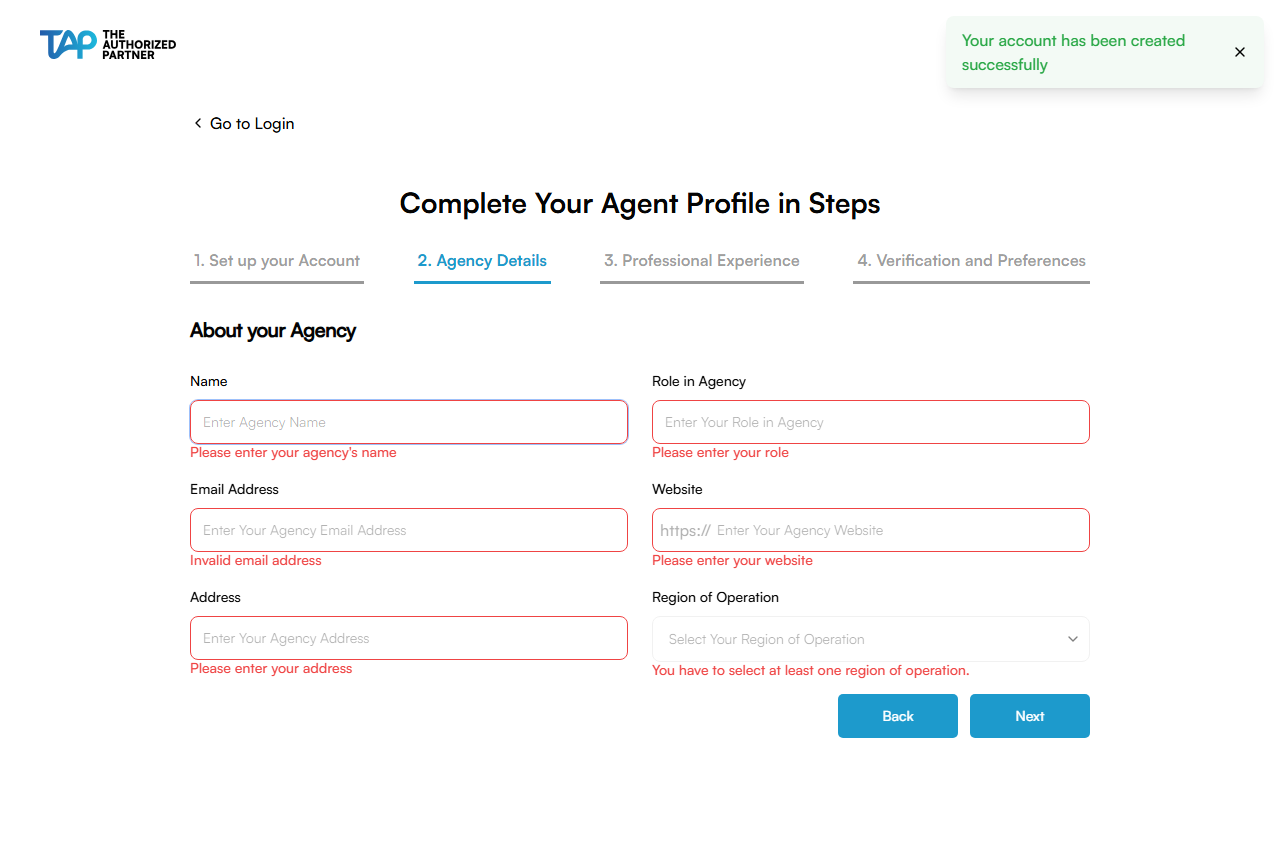 TAP THE AUTHORIZED PARTNER
Your account has been created
successfully
Go to Login
Complete Your Agent Profile in Steps
1. Set up your Account
2. Agency Details
3. Professional Experience
4. Verification and Preferences
About your Agency
Name
Role in Agency
Enter Agency Name
Enter Your Role in Agency
Please enter your agency's name
Please enter your role
Email Address
Website
Enter Your Agency Email Address
https:// Enter Your Agency Website
Invalid email address
Please enter your website
Address
Region of Operation
Enter Your Agency Address
Select Your Region of Operation
Please enter your address
You have to select at least one region of operation.
Back
Next